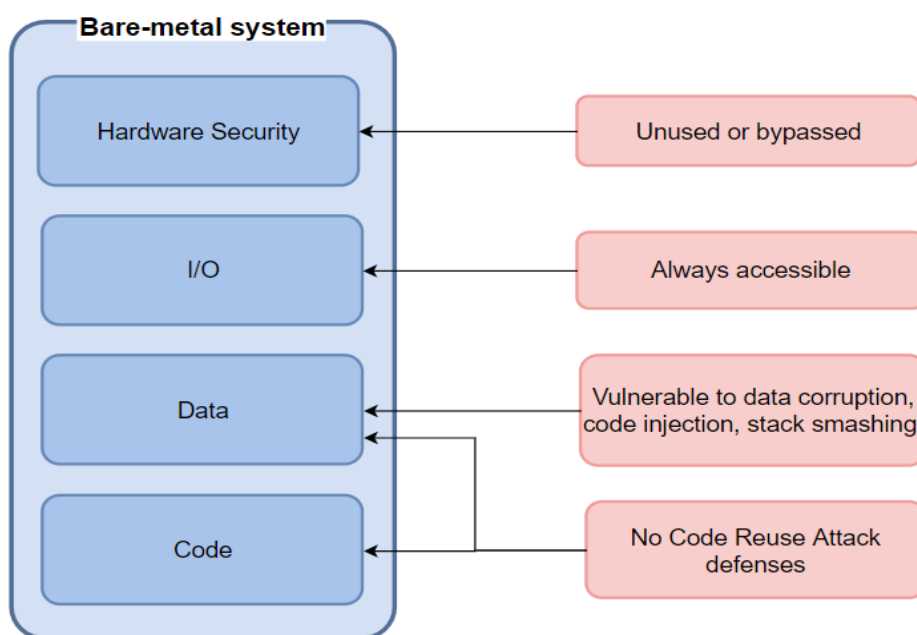 Bare-metal system
Hardware Security
Unused or bypassed
I/O
Always accessible
Data
Vulnerable to data corruption,
code injection, stack smashing
Code
No Code Reuse Attack
defenses